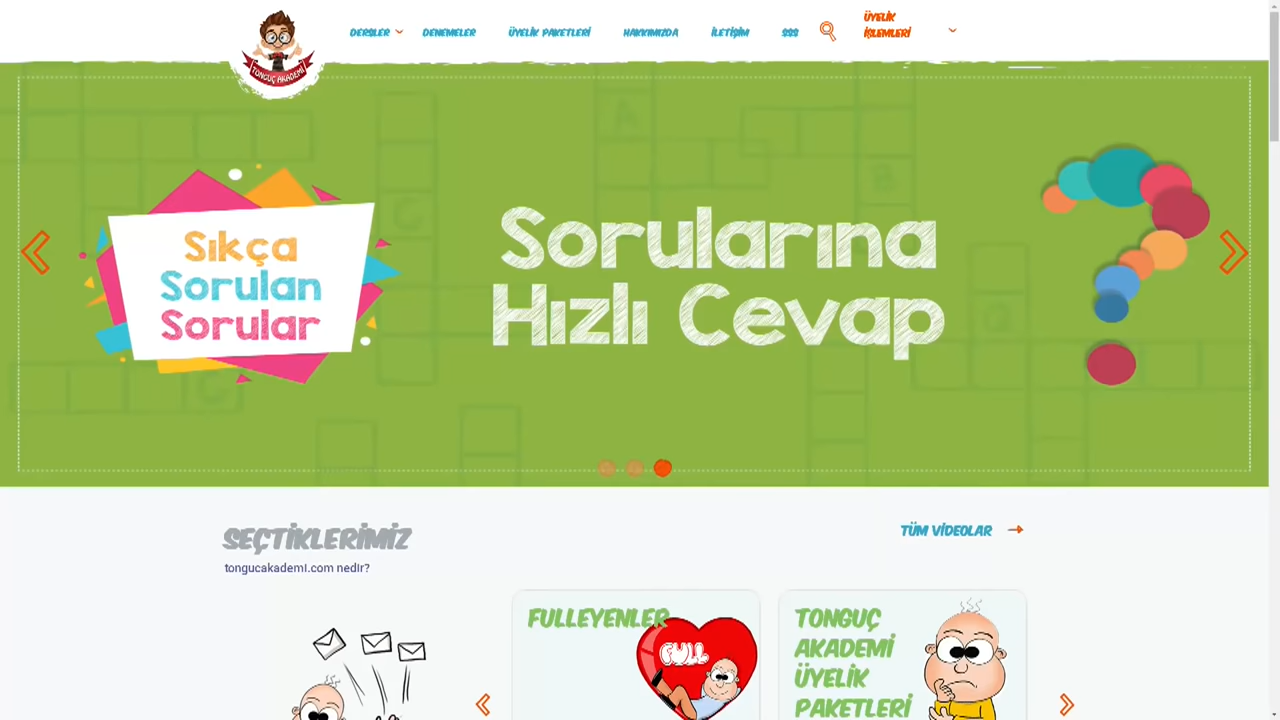 TONGUÇ AKADEMİ
DERSLER
DENEMELER
ÜYELİK PAKETLERİ
HAKKIMIZDA
İLETİŞİM
SSS
ÜYELİK
İŞLEMLERİ
Sıkça
Sorulan
Sorular
Sorularına
Hızlı Cevap
SEÇTİKLERİMİZ
TÜM VİDEOLAR
tongucakademi.com nedir?
FULLEYENLER
FULL
TONGUÇ
AKADEMİ
ÜYELİK
PAKETLERİ